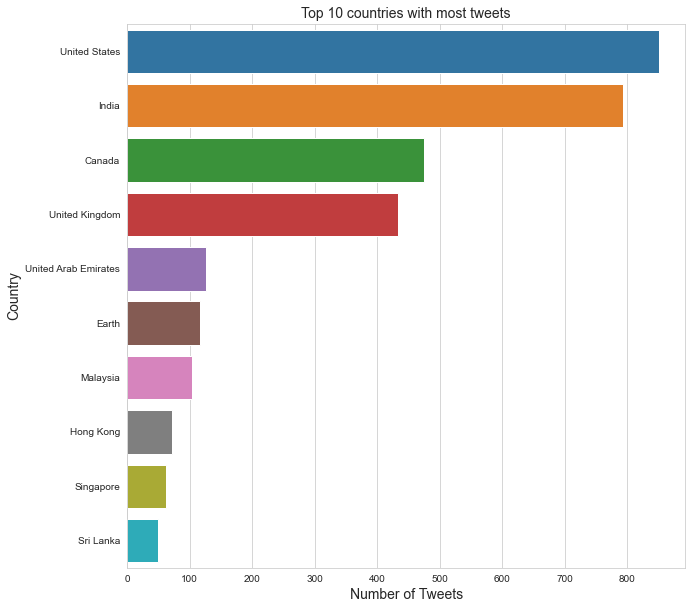 Top 10 countries with most tweets
United States
India
Canada
United Kingdom
United Arab Emirates
Earth
Malaysia
Hong Kong
Singapore
Sri Lanka
Country
0 100 200 300 400 500 600 700 800
Number of Tweets